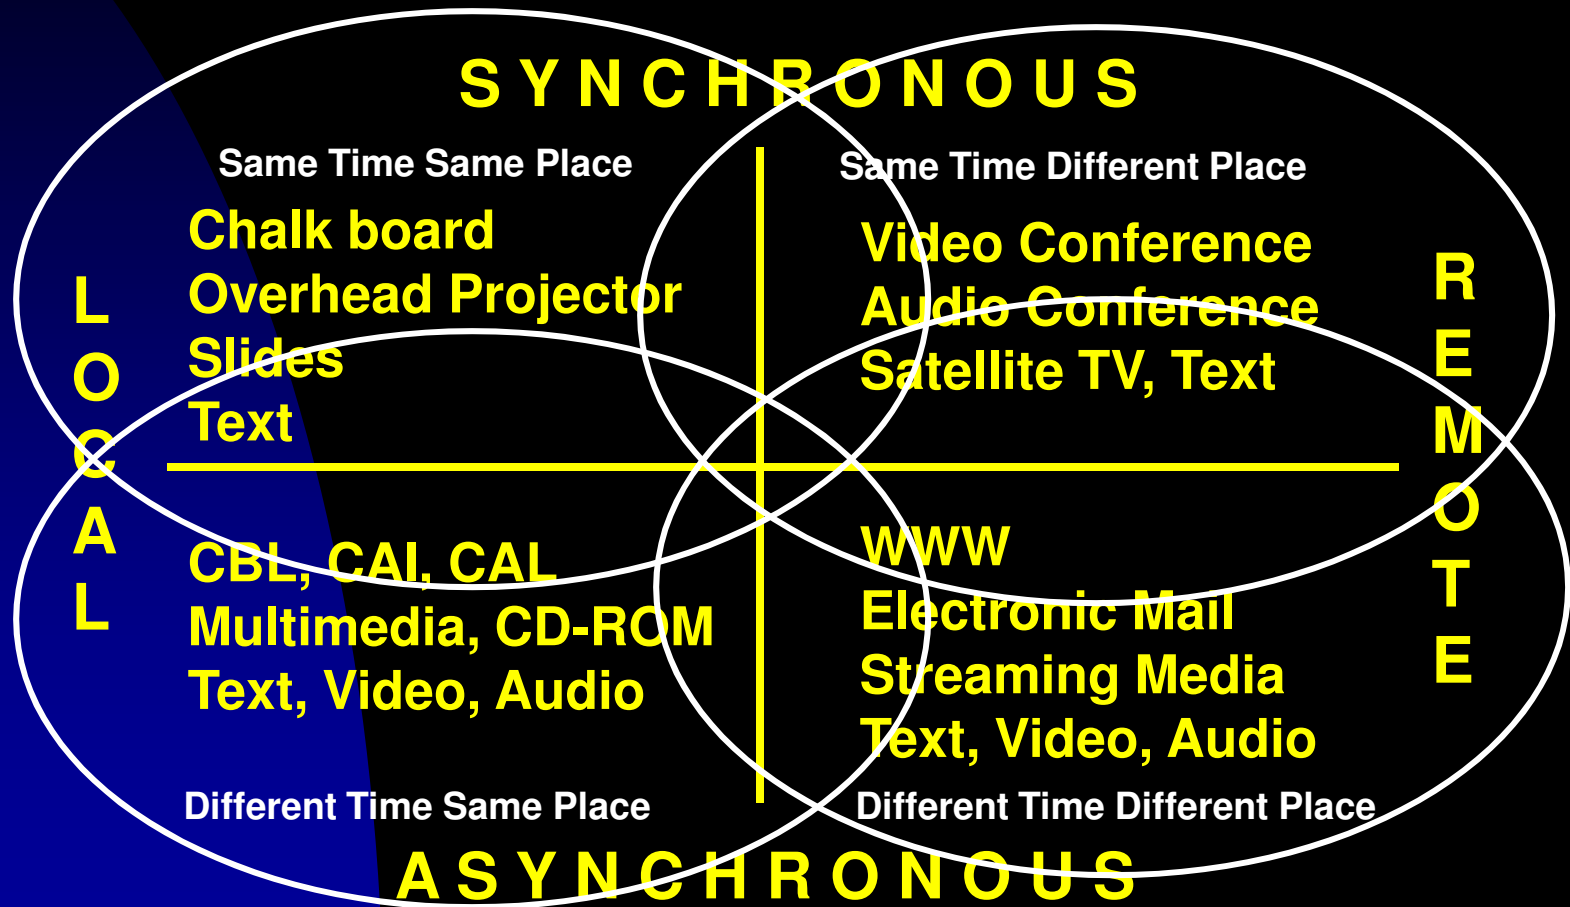 SYNCHRONOUS
Same Time Same Place
Chalk board
Overhead Projector
Slides
Text
Same Time Different Place
Video Conference
Audio Conference
Satellite TV, Text
LOCAL
REMOTE
CBL, CAI, CAL
Multimedia, CD-ROM
Text, Video, Audio
Different Time Same Place
WWW
Electronic Mail
Streaming Media
Text, Video, Audio
Different Time Different Place
ASYNCHRONOUS